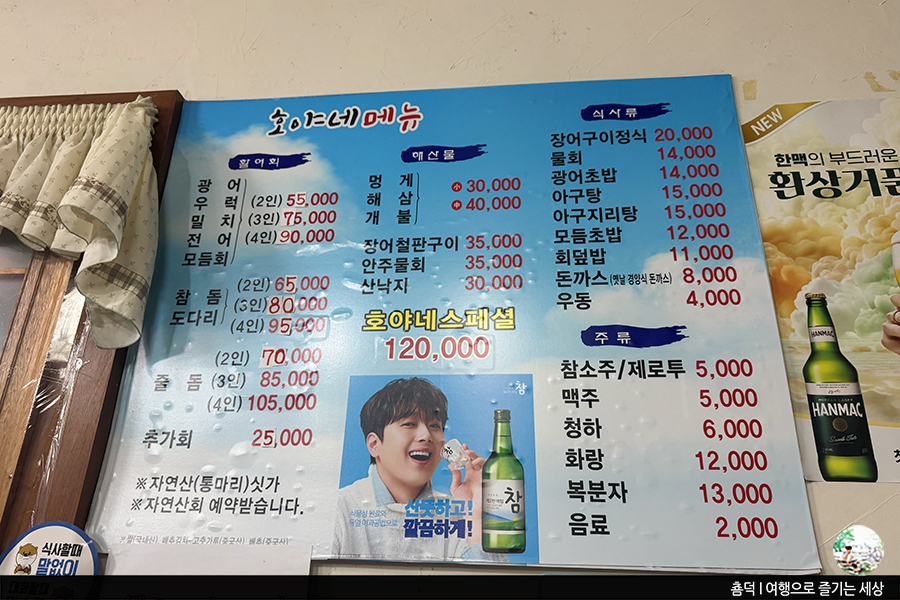 호야네메뉴
활어회
광어
우럭 (2인) 55,000
밀치 (3인) 75,000
전어 (4인) 90,000
모듬회
참돔 (2인) 65,000
도다리 (3인) 80,000
(4인) 95,000
(2인) 70,000
줄돔 (3인) 85,000
(4인) 105,000
추가회 25,000
※자연산(통마리)싯가
※자연산회 예약받습니다.
해산물
멍게
해삼 小 30,000
개불 中 40,000
장어철판구이 35,000
안주물회 35,000
산낙지 30,000
호야네스페셜
120,000
참
산뜻하고!
깔끔하게!
참
식사류
장어구이정식 20,000
물회 14,000
광어초밥 14,000
아구탕 15,000
아구지리탕 15,000
모듬초밥 12,000
회덮밥 11,000
돈까스(옛날 경양식 돈까스) 8,000
우동 4,000
주류
참소주/제로투 5,000
맥주 5,000
청하 6,000
화랑 12,000
복분자 13,000
음료 2,000
NEW
한맥의 부드러운
환상거품
HANMAC
HANMAC
식사할때
말없이
춈덕 | 여행으로 즐기는 세상